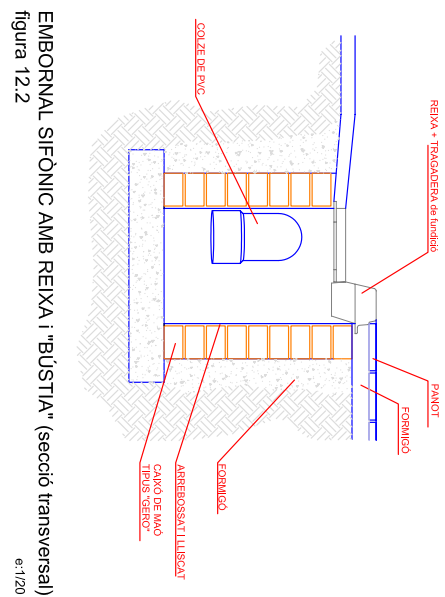 REIXA + TRAGADERA de fundició
COLZE DE PVC
PANOT
FORMIGÓ
FORMIGÓ
ARREBOSSAT I LLISCAT
CAIXÓ DE MAÓ
TIPUS "GERO"
EMBORNAL SIFÒNIC AMB REIXA i "BÚSTIA" (secció transversal)
figura 12.2
e:1/20